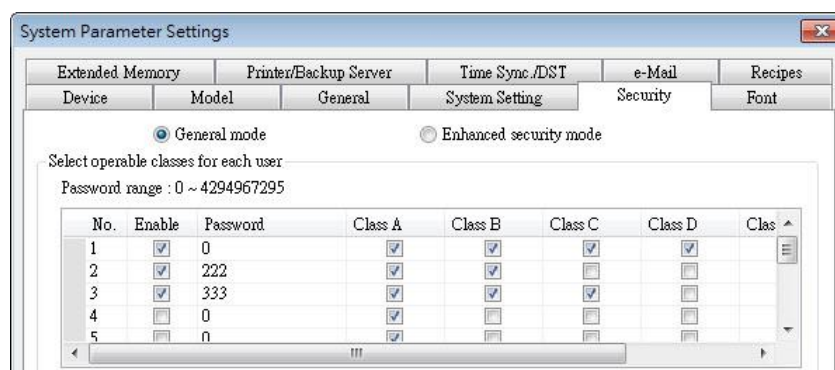 System Parameter Settings
Extended Memory Printer/Backup Server Time Sync./DST e-Mail Recipes
Device Model General System Setting Security Font
General mode Enhanced security mode
Select operable classes for each user
Password range : 0 ~ 4294967295
No. Enable Password Class A Class B Class C Class D Clas
1 0
2 222
3 333
4 0
5 0